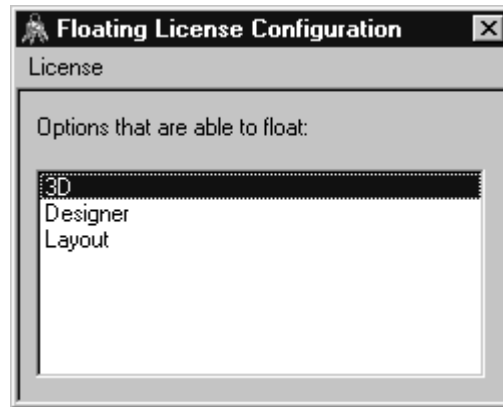 Floating License Configuration
License
Options that are able to float:
3D
Designer
Layout